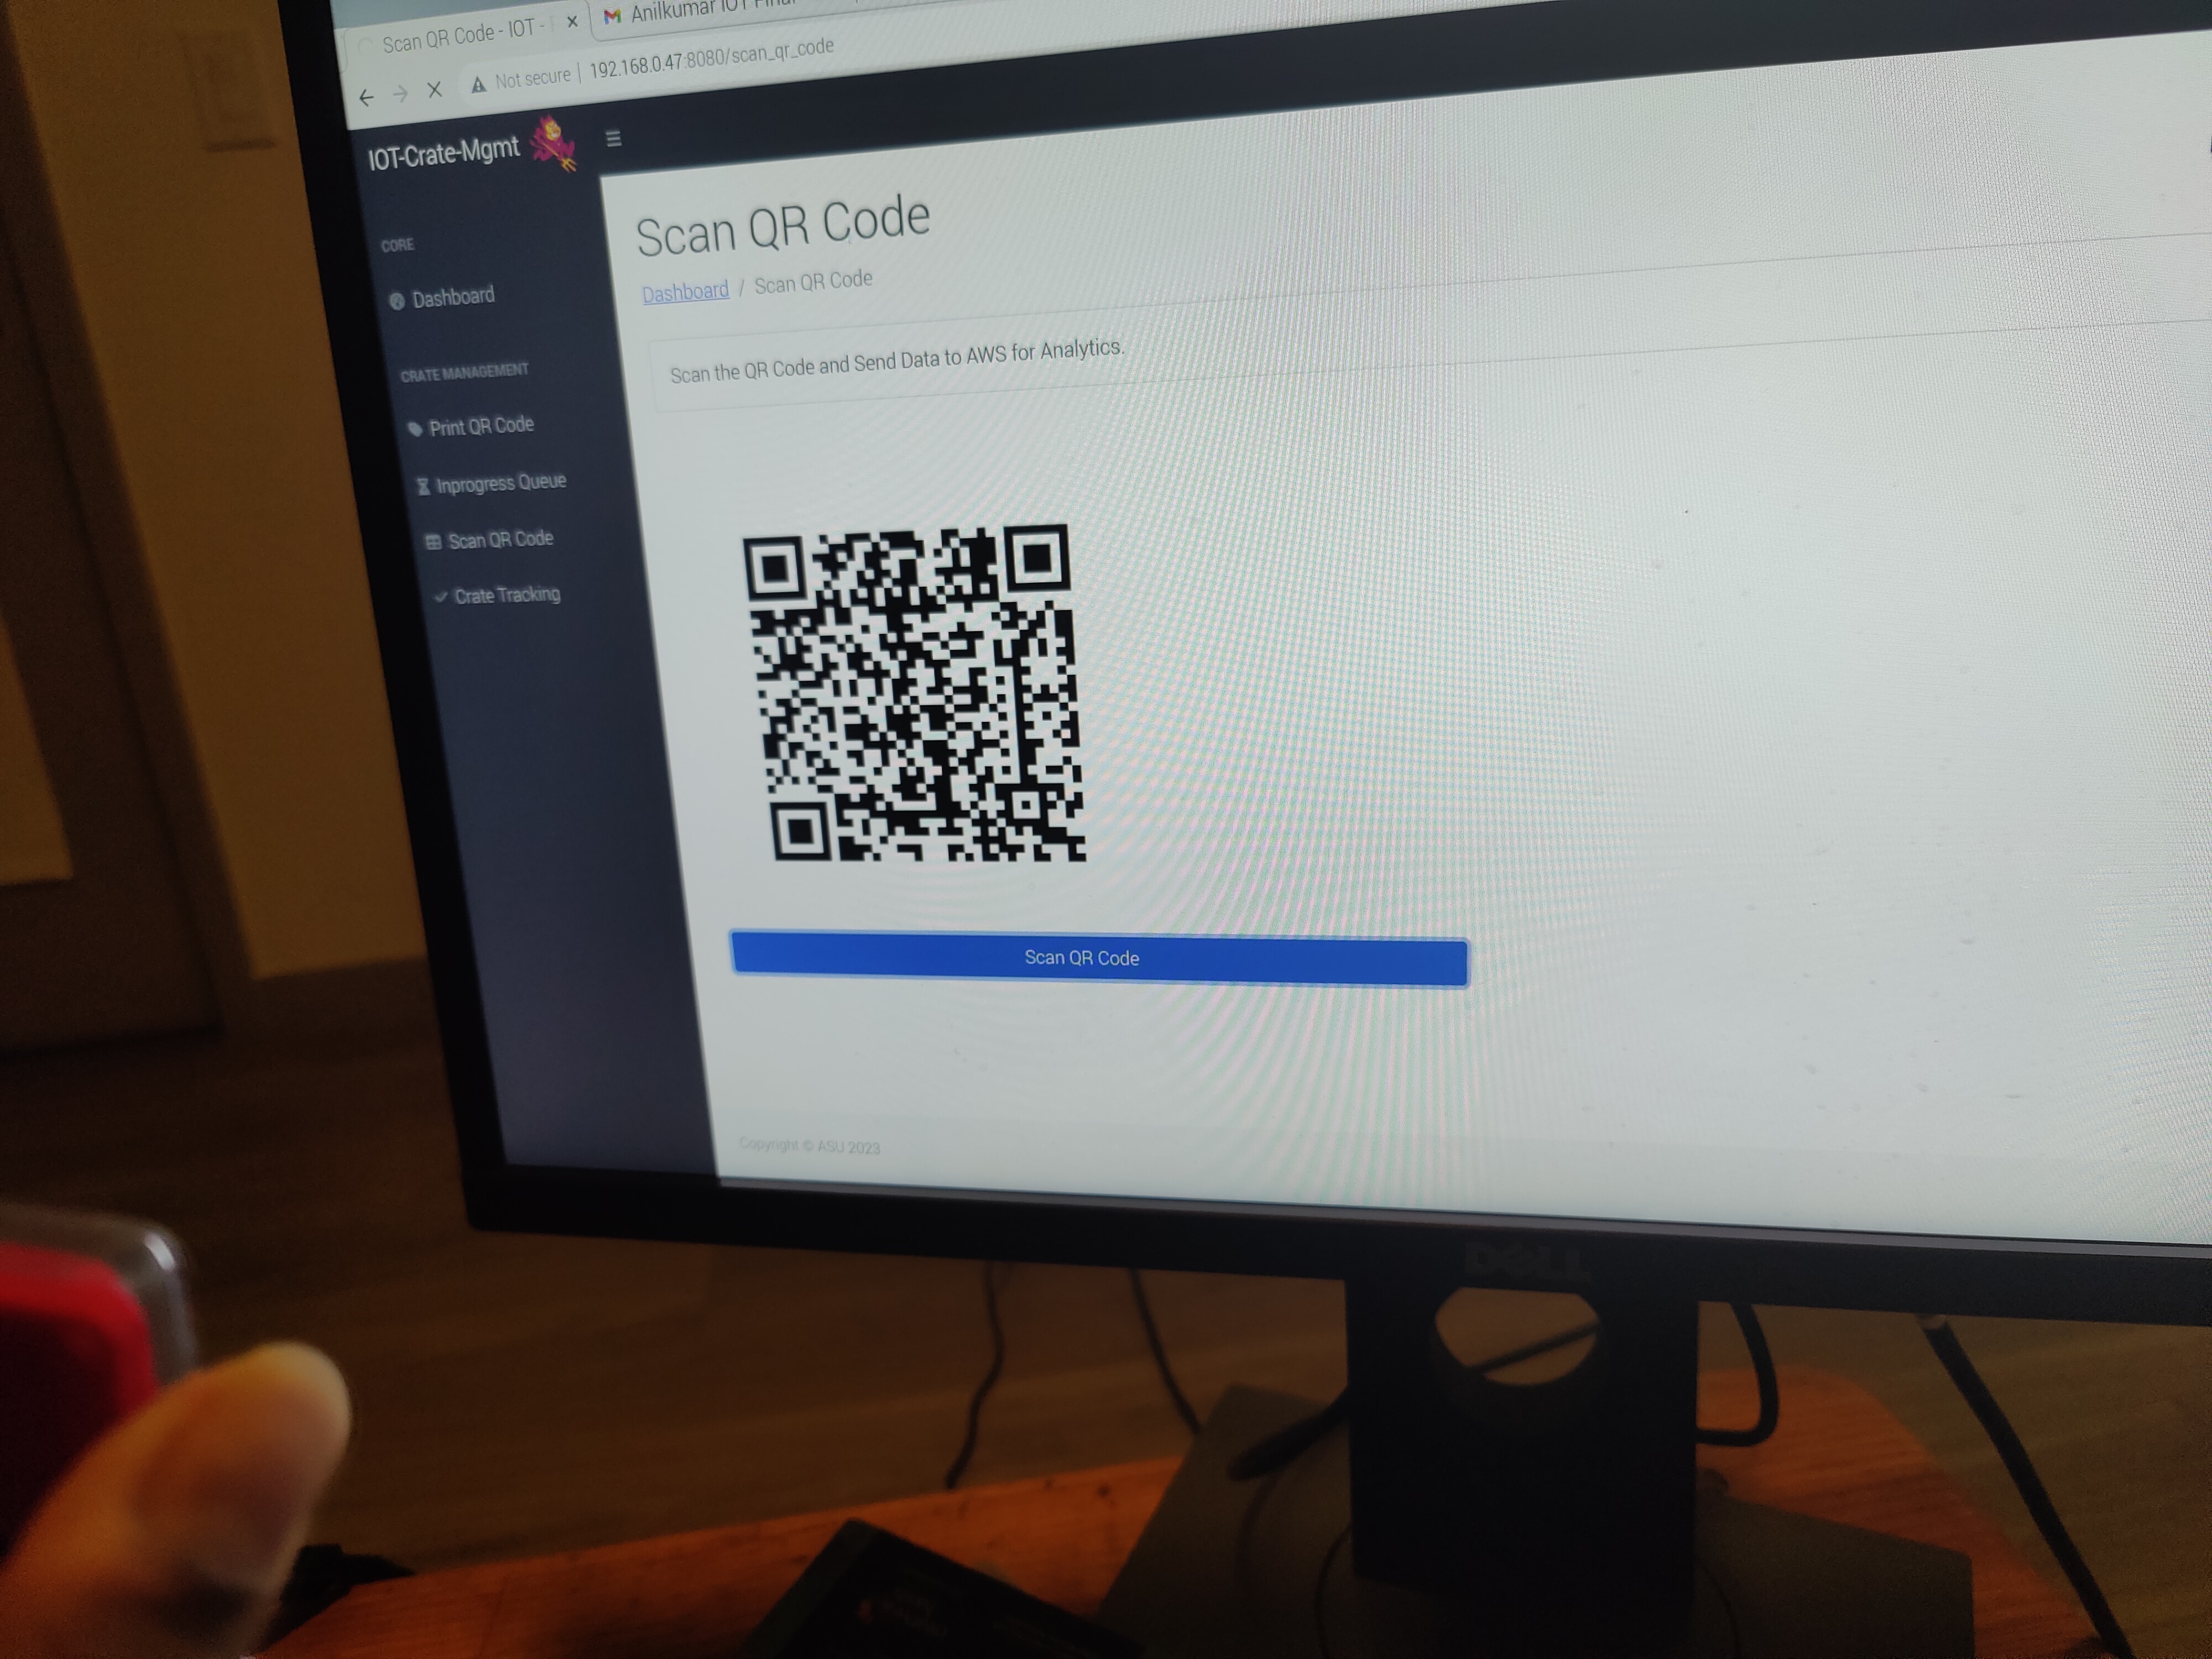 Scan QR Code - IOT -
Anilkumar IOT Final
Not secure | 192.168.0.47:8080/scan_qr_code
IOT-Crate-Mgmt
CORE
Dashboard
CRATE MANAGEMENT
Print QR Code
Inprogress Queue
Scan QR Code
Crate Tracking
Scan QR Code
Dashboard / Scan QR Code
Scan the QR Code and Send Data to AWS for Analytics.
Scan QR Code
Copyright © ASU 2023
DELL